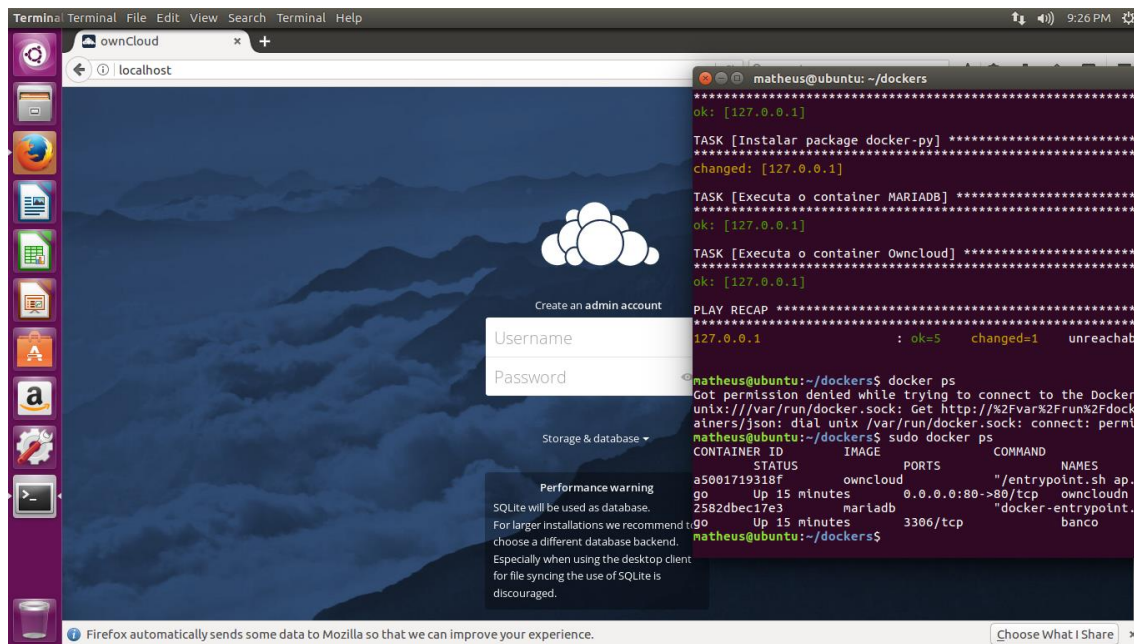 Terminal Terminal File Edit View Search Terminal Help
9:26 PM
ownCloud
localhost
Create an admin account
Username
Password
Storage & database
Performance warning
SQLite will be used as database.
For larger installations we recommend to
choose a different database backend.
Especially when using the desktop client
for file syncing the use of SQLite is
discouraged.
matheus@ubuntu: ~/dockers
******************************************************************
ok: [127.0.0.1]
TASK [Instalar package docker-py] *************************
******************************************************************
changed: [127.0.0.1]
TASK [Executa o container MARIADB] ************************
******************************************************************
ok: [127.0.0.1]
TASK [Executa o container Owncloud] ***********************
******************************************************************
ok: [127.0.0.1]
PLAY RECAP ************************************************
******************************************************************
127.0.0.1 : ok=5 changed=1 unreachab
matheus@ubuntu:~/dockers$ docker ps
Got permission denied while trying to connect to the Docker
unix:///var/run/docker.sock: Get http://%2Fvar%2Frun%2Fdock
ainers/json: dial unix /var/run/docker.sock: connect: permi
matheus@ubuntu:~/dockers$ sudo docker ps
CONTAINER ID IMAGE COMMAND
STATUS PORTS NAMES
a5001719318f owncloud "/entrypoint.sh ap.
go Up 15 minutes 0.0.0.0:80->80/tcp owncloudn
2582dbec17e3 mariadb "docker-entrypoint.
go Up 15 minutes 3306/tcp banco
matheus@ubuntu:~/dockers$
Firefox automatically sends some data to Mozilla so that we can improve your experience.
Choose What I Share